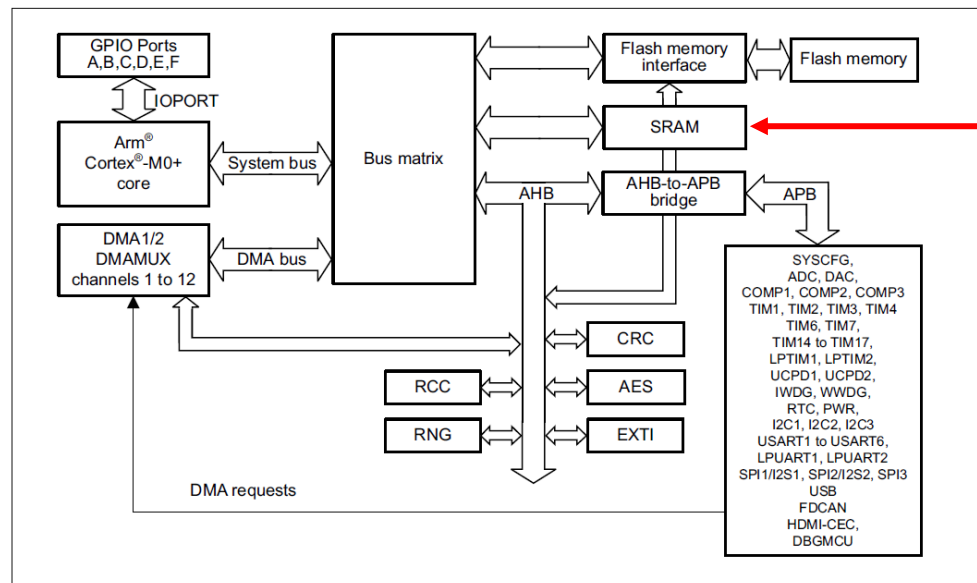 GPIO Ports
A,B,C,D,E,F
IOPORT
Arm®
Cortex®-M0+
core
System bus
DMA1/2
DMAMUX
channels 1 to 12
DMA bus
Bus matrix
Flash memory
interface
Flash memory
SRAM
AHB
AHB-to-APB
bridge
APB
CRC
RCC
AES
RNG
EXTI
DMA requests
SYSCFG,
ADC, DAC,
COMP1, COMP2, COMP3
TIM1, TIM2, TIM3, TIM4
TIM6, TIM7,
TIM14 to TIM17,
LPTIM1, LPTIM2,
UCPD1, UCPD2,
IWDG, WWDG,
RTC, PWR,
I2C1, I2C2, I2C3
USART1 to USART6,
LPUART1, LPUART2
SPI1/I2S1, SPI2/I2S2, SPI3
USB
FDCAN
HDMI-CEC,
DBGMCU